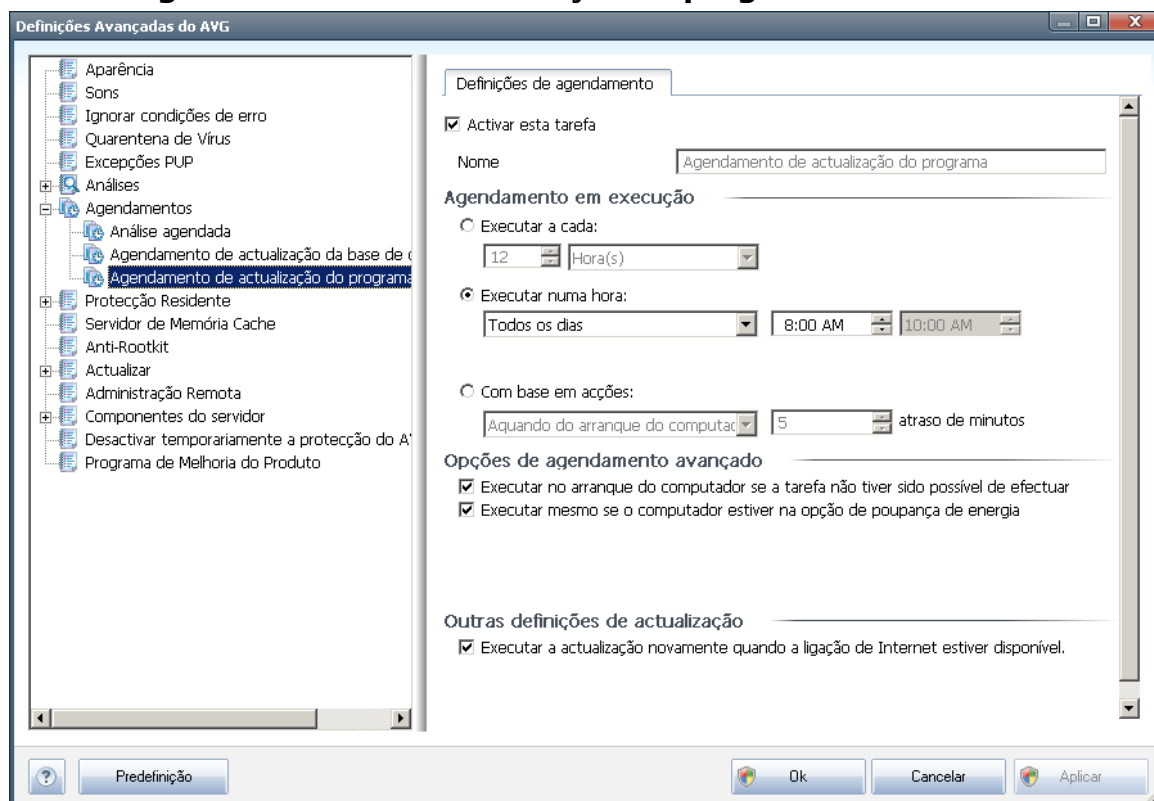 Definições Avançadas do AVG
Aparência
Sons
Ignorar condições de erro
Quarentena de Vírus
Excepções PUP
Análises
Agendamentos
Análise agendada
Agendamento de actualização da base de
Agendamento de actualização do programa
Protecção Residente
Servidor de Memória Cache
Anti-Rootkit
Actualizar
Administração Remota
Componentes do servidor
Desactivar temporariamente a protecção do
Programa de Melhoria do Produto
Definições de agendamento
Activar esta tarefa
Nome Agendamento de actualização do programa
Agendamento em execução
Executar a cada:
12 Hora(s)
Executar numa hora:
Todos os dias 8:00 AM 10:00 AM
Com base em acções:
Aquando do arranque do 5 atraso de minutos
Opções de agendamento avançado
Executar no arranque do computador se a tarefa não tiver sido possível de efectuar
Executar mesmo se o computador estiver na opção de poupança de energia
Outras definições de actualização
Executar a actualização novamente quando a ligação de Internet estiver disponível.
? Predefinição Ok Cancelar Aplicar